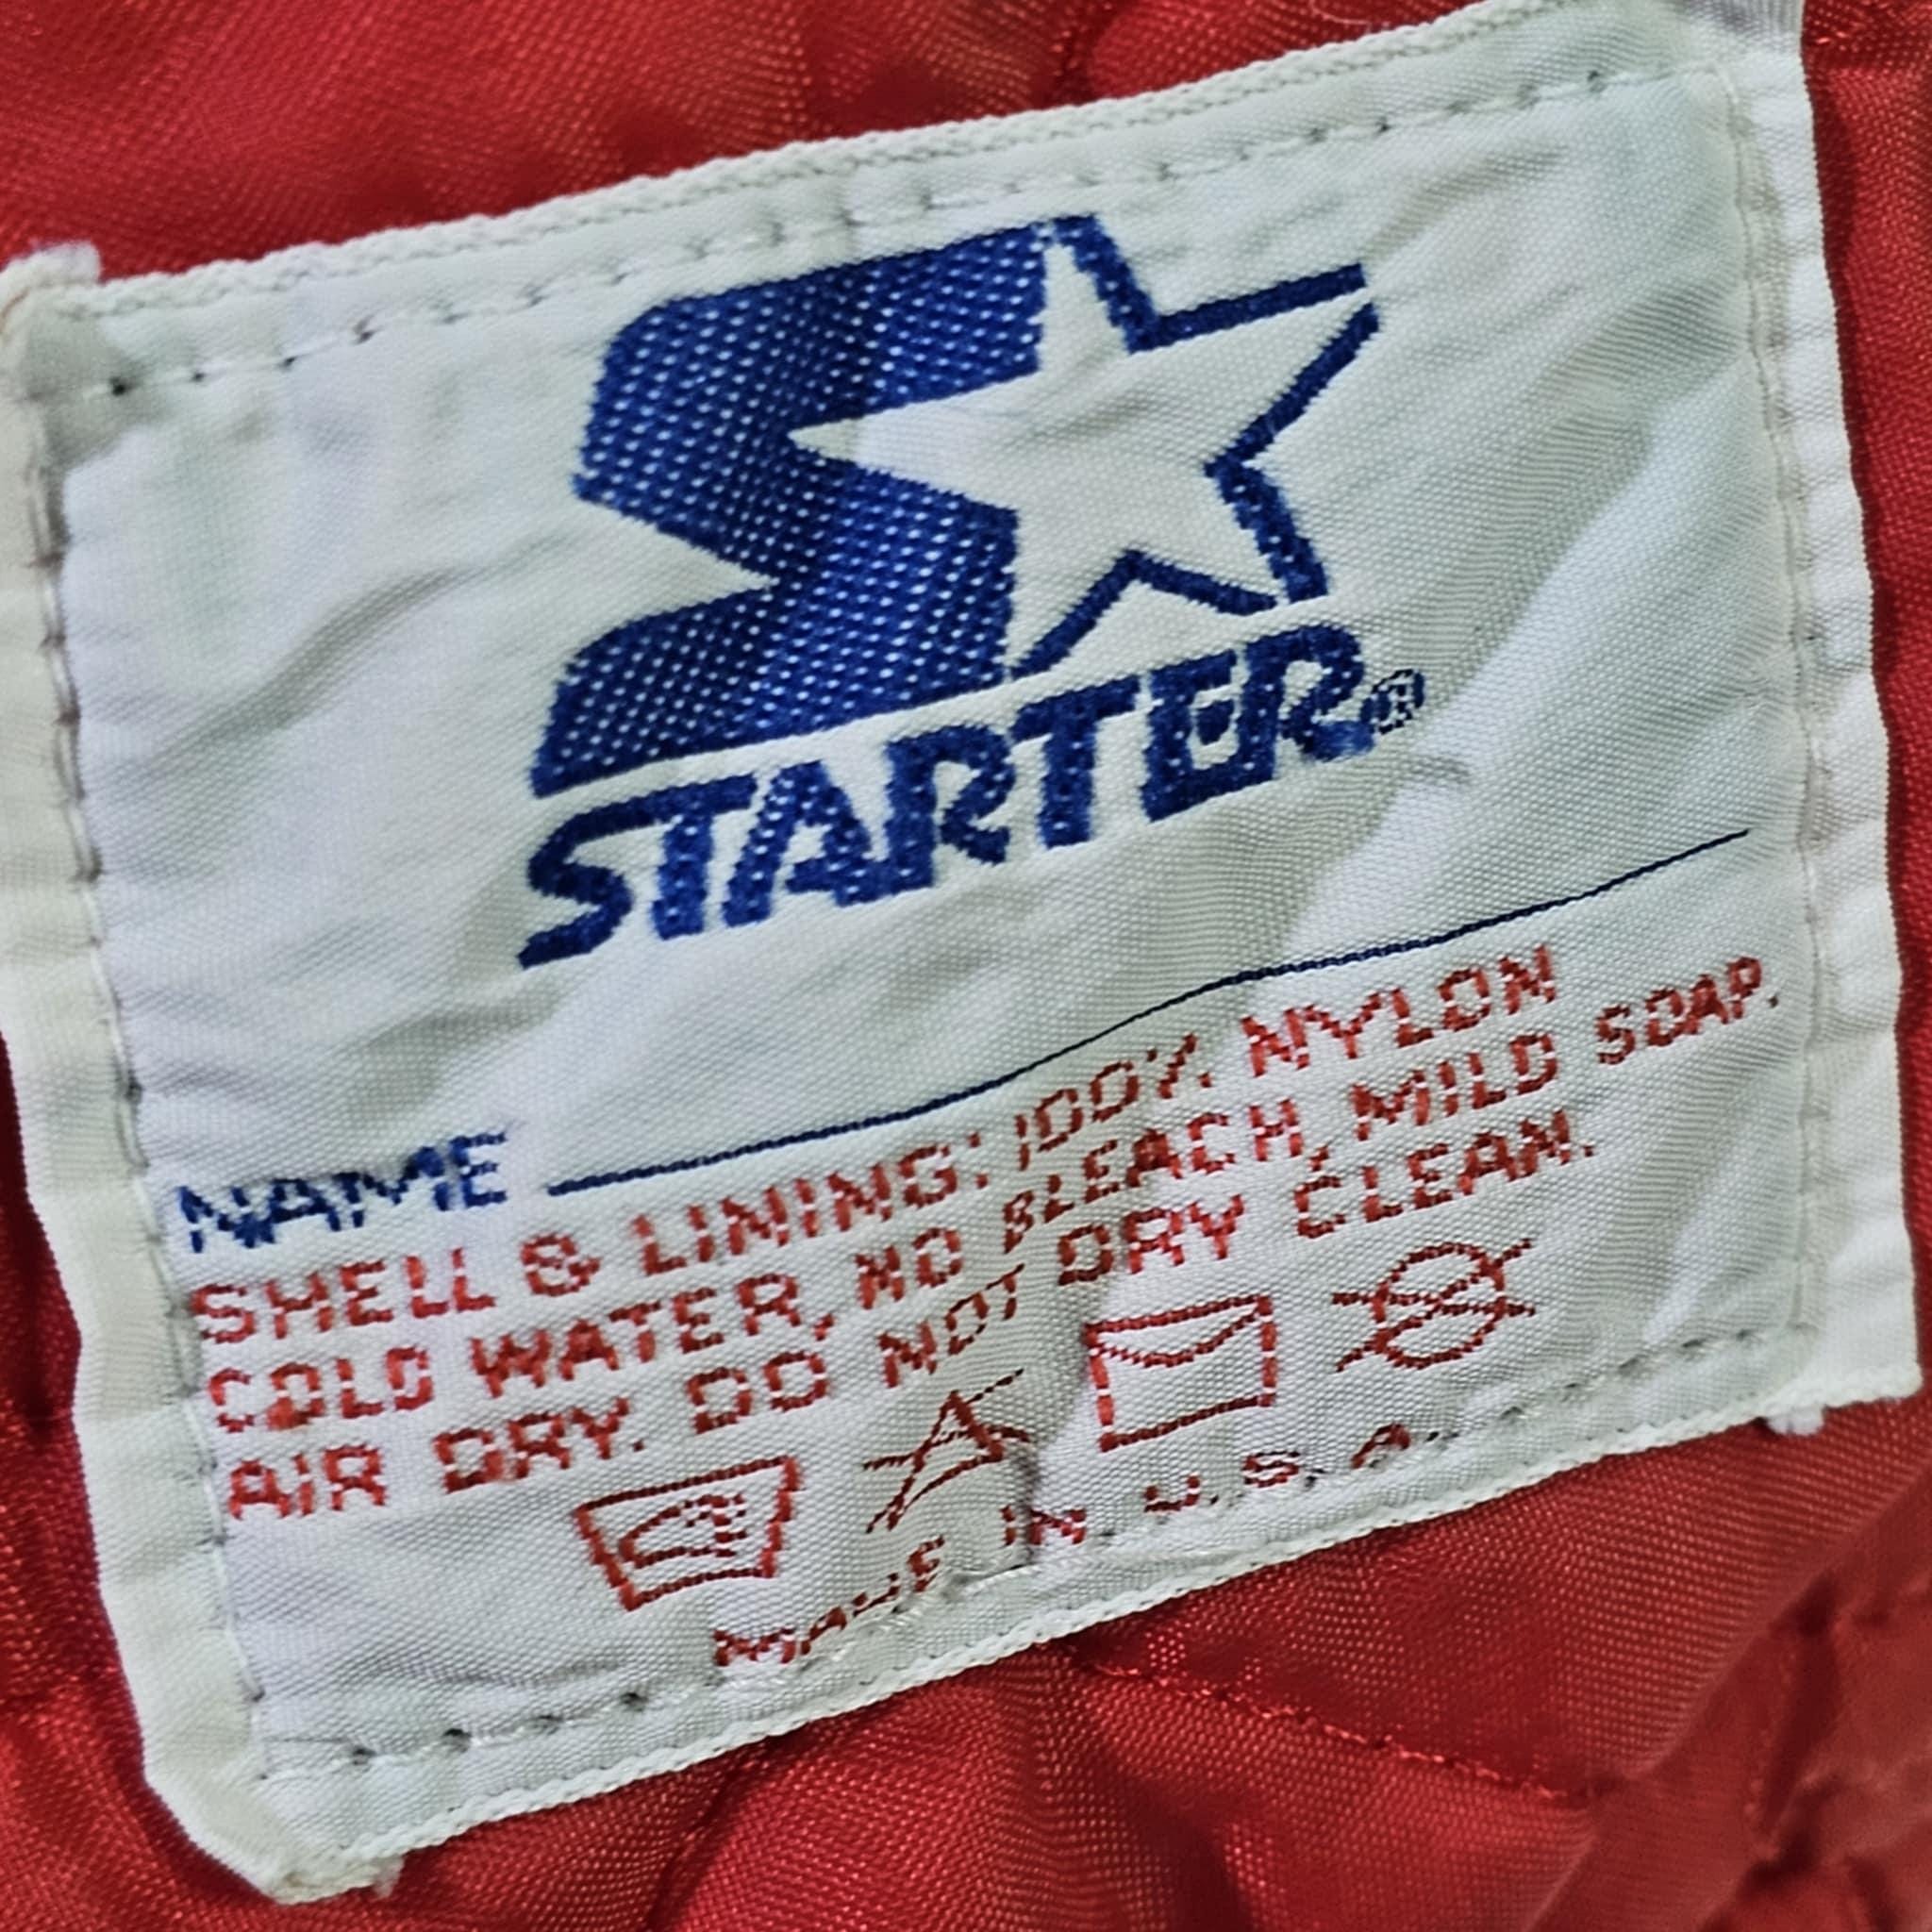 STARTER®
NAME
SHELL & LINING: 100% NYLON
COLD WATER, NO BLEACH, MILD SOAP.
AIR DRY. DO NOT DRY CLEAN.
MADE IN U.S.A.